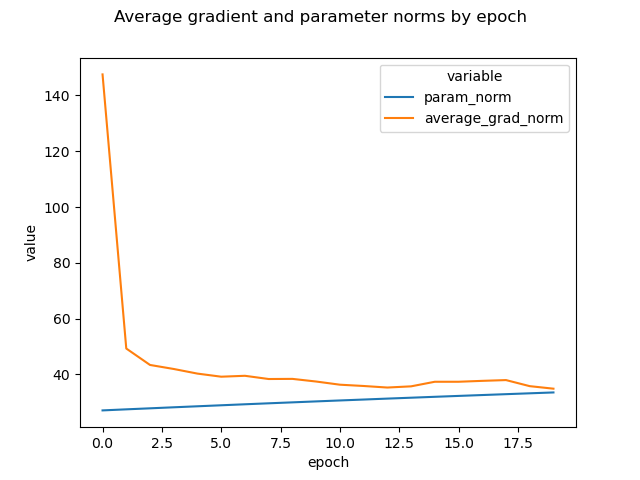 Average gradient and parameter norms by epoch
variable
param_norm
average_grad_norm
140
120
100
80
60
40
value
0.0 2.5 5.0 7.5 10.0 12.5 15.0 17.5
epoch